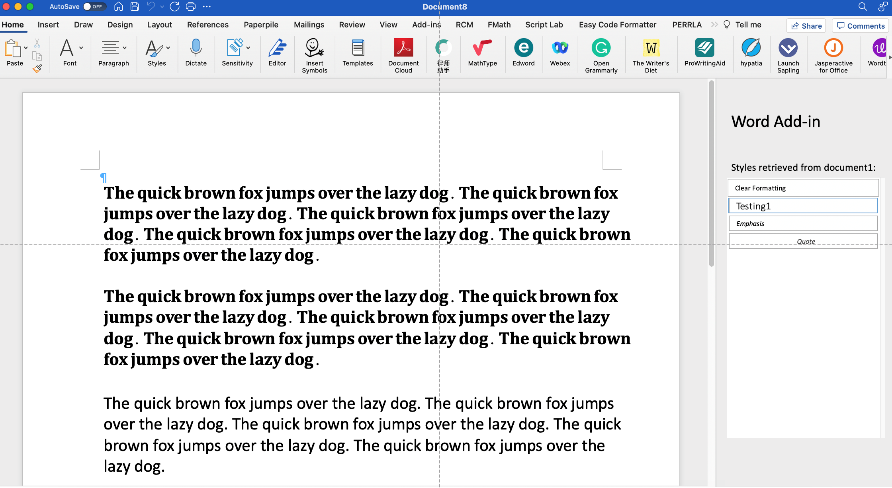 AutoSave OFF
Document8
Home Insert Draw Design Layout References Paperpile Mailings Review View Add-ins RCM FMath Script Lab Easy Code Formatter PERRLA >> Tell me
Share Comments
Paste
Font
Paragraph
Styles
Dictate
Sensitivity
Editor
Insert Symbols
Templates
Document Cloud
律师助手
MathType
Edword
Webex
Open Grammarly
The Writer's Diet
ProWritingAid
hypatia
Launch Sapling
Jasperactive for Office
Wordt
The quick brown fox jumps over the lazy dog. The quick brown fox
jumps over the lazy dog. The quick brown fox jumps over the lazy
dog. The quick brown fox jumps over the lazy dog. The quick brown
fox jumps over the lazy dog.
The quick brown fox jumps over the lazy dog. The quick brown fox
jumps over the lazy dog. The quick brown fox jumps over the lazy
dog. The quick brown fox jumps over the lazy dog. The quick brown
fox jumps over the lazy dog.
The quick brown fox jumps over the lazy dog. The quick brown fox jumps
over the lazy dog. The quick brown fox jumps over the lazy dog. The quick
brown fox jumps over the lazy dog. The quick brown fox jumps over the
lazy dog.
Word Add-in
Styles retrieved from document1:
Clear Formatting
Testing1
Emphasis
Quote